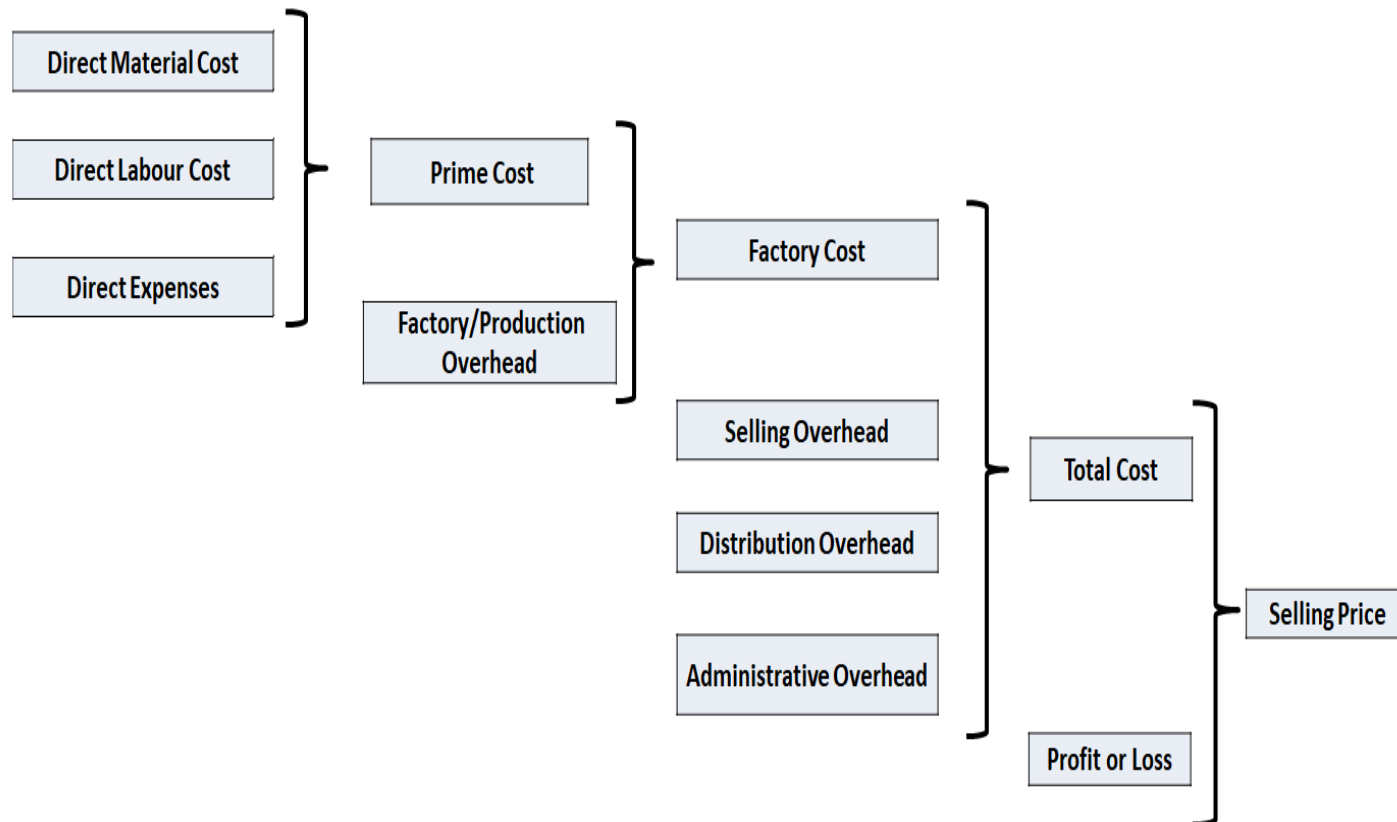 Direct Material Cost
Direct Labour Cost
Direct Expenses
Prime Cost
Factory/Production
Overhead
Factory Cost
Selling Overhead
Distribution Overhead
Administrative Overhead
Total Cost
Profit or Loss
Selling Price